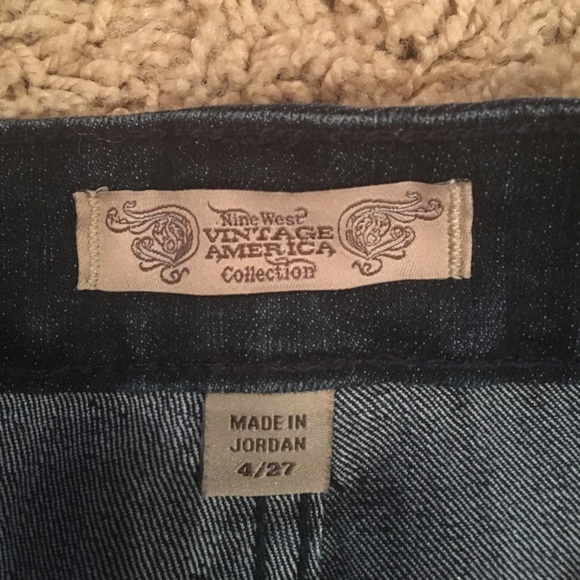 Nine West
VINTAGE
AMERICA
Collection
MADE IN
JORDAN
4/27